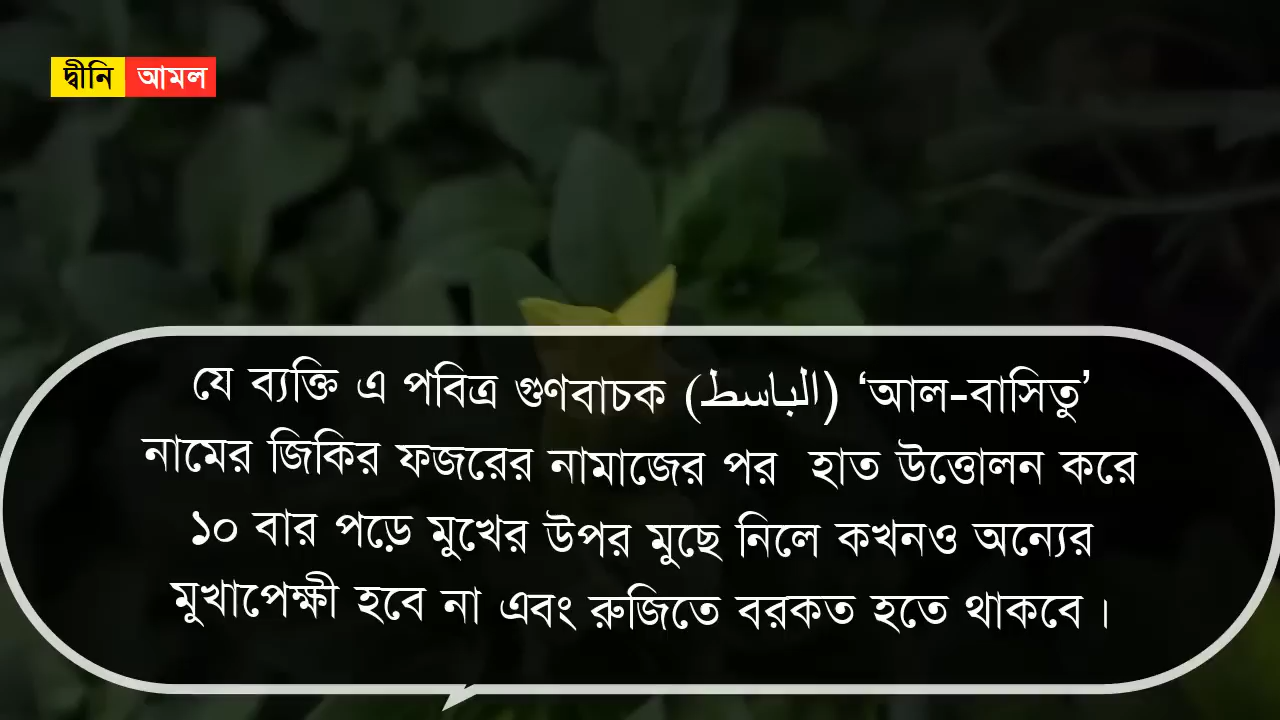 দ্বীনি আমল
যে ব্যক্তি এ পবিত্র গুণবাচক (الباسط) ‘আল-বাসিতু’
নামের জিকির ফজরের নামাজের পর হাত উত্তোলন করে
১০ বার পড়ে মুখের উপর মুছে নিলে কখনও অন্যের
মুখাপেক্ষী হবে না এবং রুজিতে বরকত হতে থাকবে।